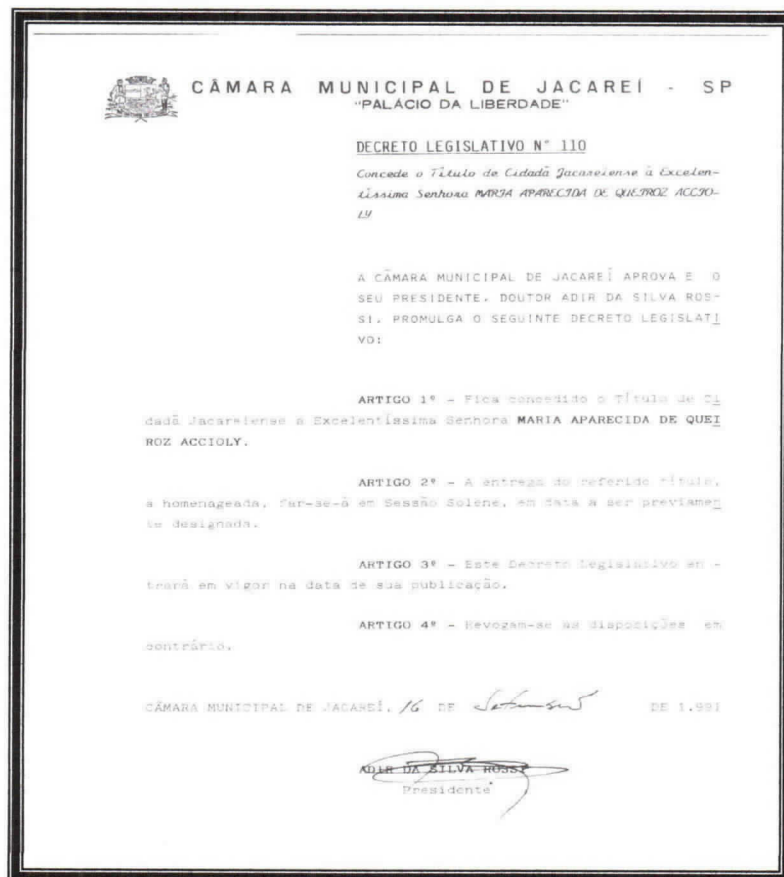 CÂMARA MUNICIPAL DE JACAREÍ - SP
"PALÁCIO DA LIBERDADE"
DECRETO LEGISLATIVO N° 110
Concede o Título de Cidadã Jacareiense à Excelen-
tíssima Senhora MARIA APARECIDA DE QUEIROZ ACCIO-
LY
A CÂMARA MUNICIPAL DE JACAREÍ APROVA E O
SEU PRESIDENTE, DOUTOR ADIR DA SILVA ROS-
SI, PROMULGA O SEGUINTE DECRETO LEGISLATI
VO:
ARTIGO 1º - Fica concedido o Título de Ci
dadã Jacareiense a Excelentíssima Senhora MARIA APARECIDA DE QUEI
ROZ ACCIOLY.
ARTIGO 2º - A entrega do referido título,
a homenageada, far-se-á em Sessão Solene, em data a ser previamen
te designada.
ARTIGO 3º - Este Decreto Legislativo en -
trará em vigor na data de sua publicação.
ARTIGO 4º - Revogam-se as disposições em
contrário.
CÂMARA MUNICIPAL DE JACAREÍ, 16 DE Setembro DE 1.991
ADIR DA SILVA ROSSI
Presidente